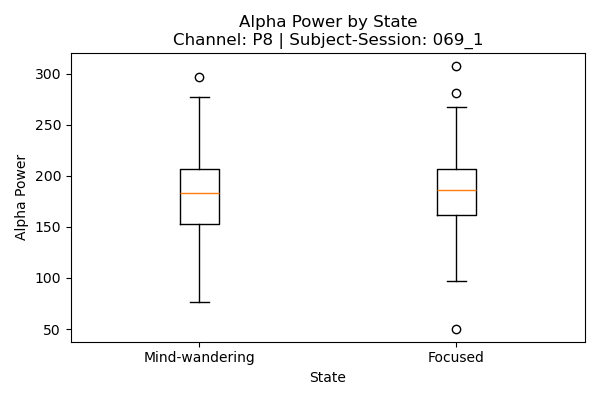 Alpha Power by State
Channel: P8 | Subject-Session: 069_1
300
250
200
150
100
50
Alpha Power
Mind-wandering
Focused
State